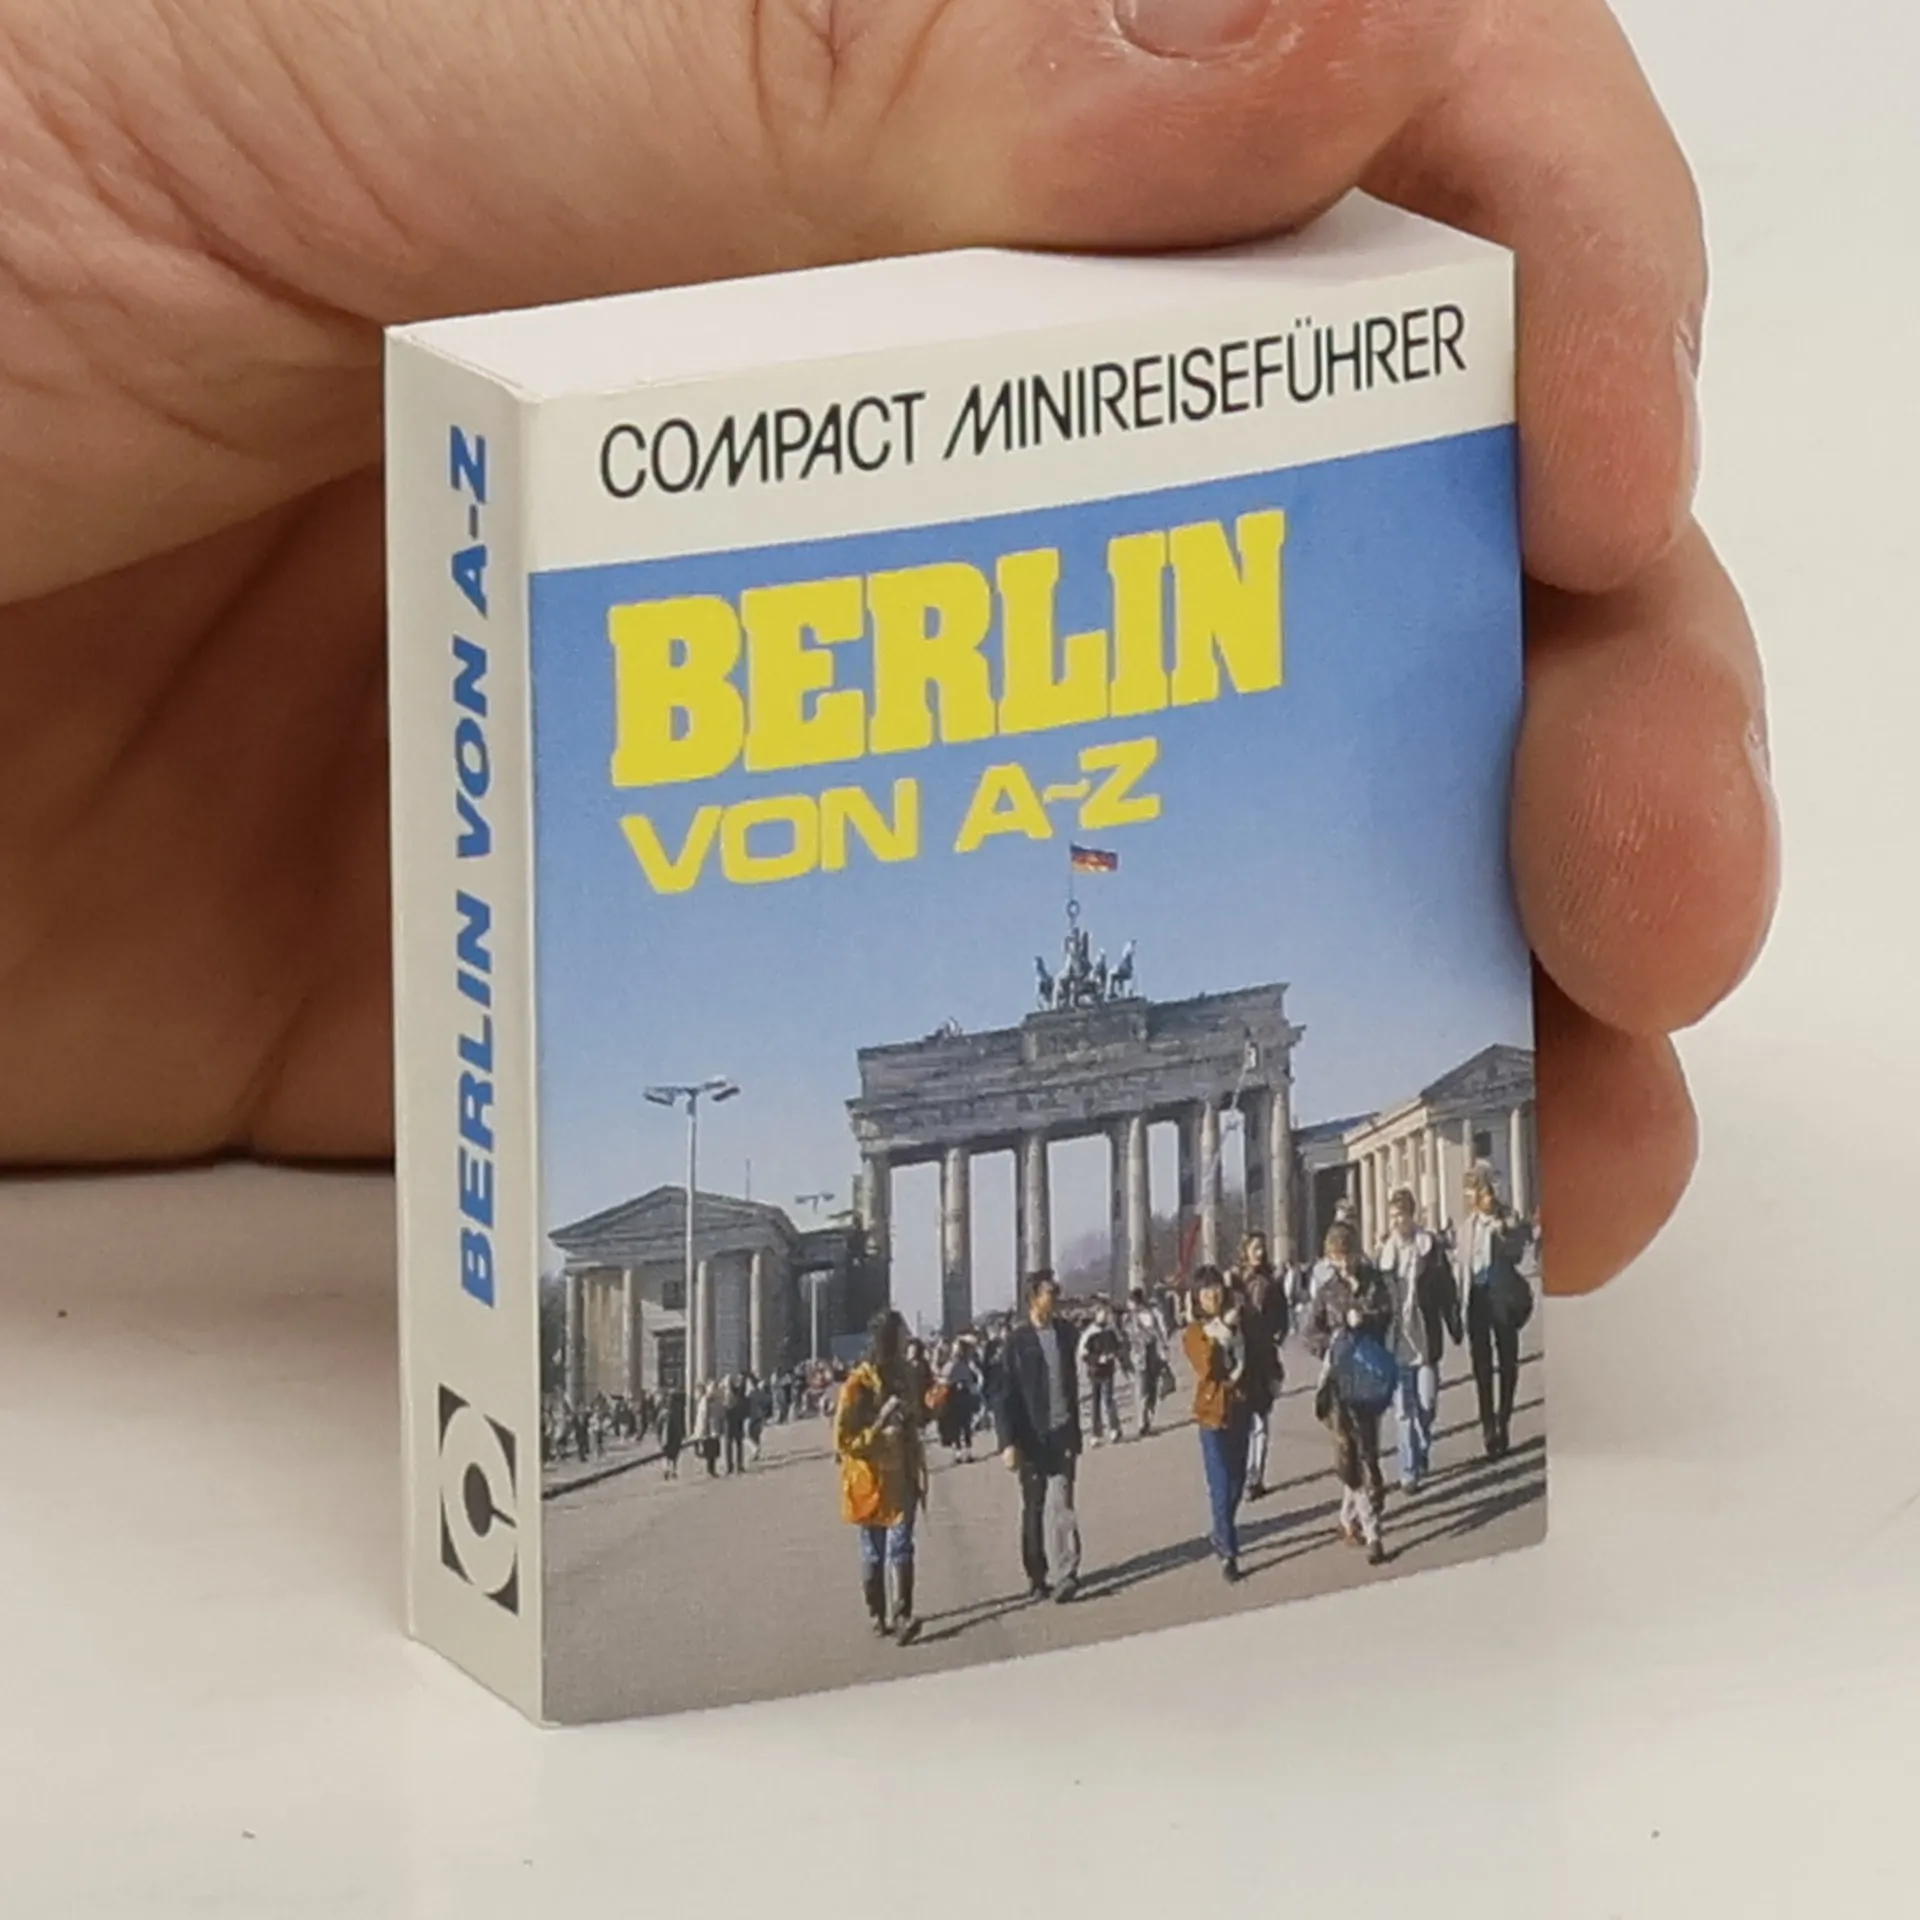 COMPACT MINIREISEFÜHRER
BERLIN
VON A-Z
BERLIN VON A-Z